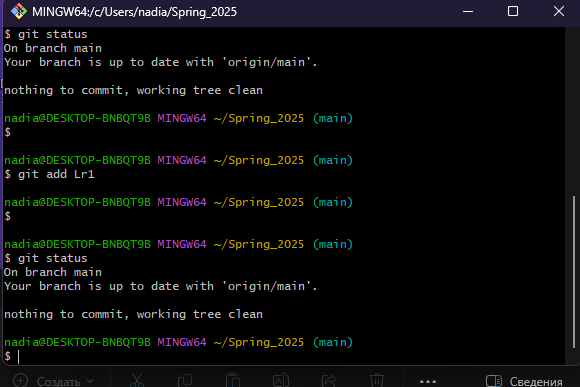 MINGW64:/c/Users/nadia/Spring_2025
$ git status
On branch main
Your branch is up to date with 'origin/main'.
nothing to commit, working tree clean
nadia@DESKTOP-BNBQT9B MINGW64 ~/Spring_2025 (main)
$
nadia@DESKTOP-BNBQT9B MINGW64 ~/Spring_2025 (main)
$ git add Lr1
nadia@DESKTOP-BNBQT9B MINGW64 ~/Spring_2025 (main)
$
nadia@DESKTOP-BNBQT9B MINGW64 ~/Spring_2025 (main)
$ git status
On branch main
Your branch is up to date with 'origin/main'.
nothing to commit, working tree clean
nadia@DESKTOP-BNBQT9B MINGW64 ~/Spring_2025 (main)
$
Создать
Сведения